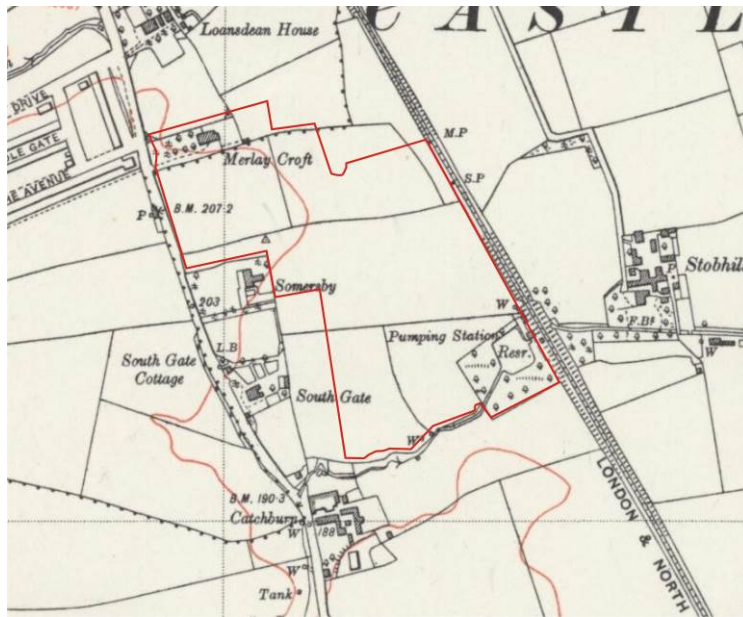 CASTL
Loansdean House
DRIVE
GATE
THE AVENUE
Merlay Croft
M.P
S.P
P
B.M. 207·2
Somersby
203
Stobhill
P
F.B.
W
W
Pumping Station
Resr.
L.B
South Gate
Cottage
South Gate
W
B.M. 190·3
Catchburn
188
W
W
Tank
LONDON & NORTH